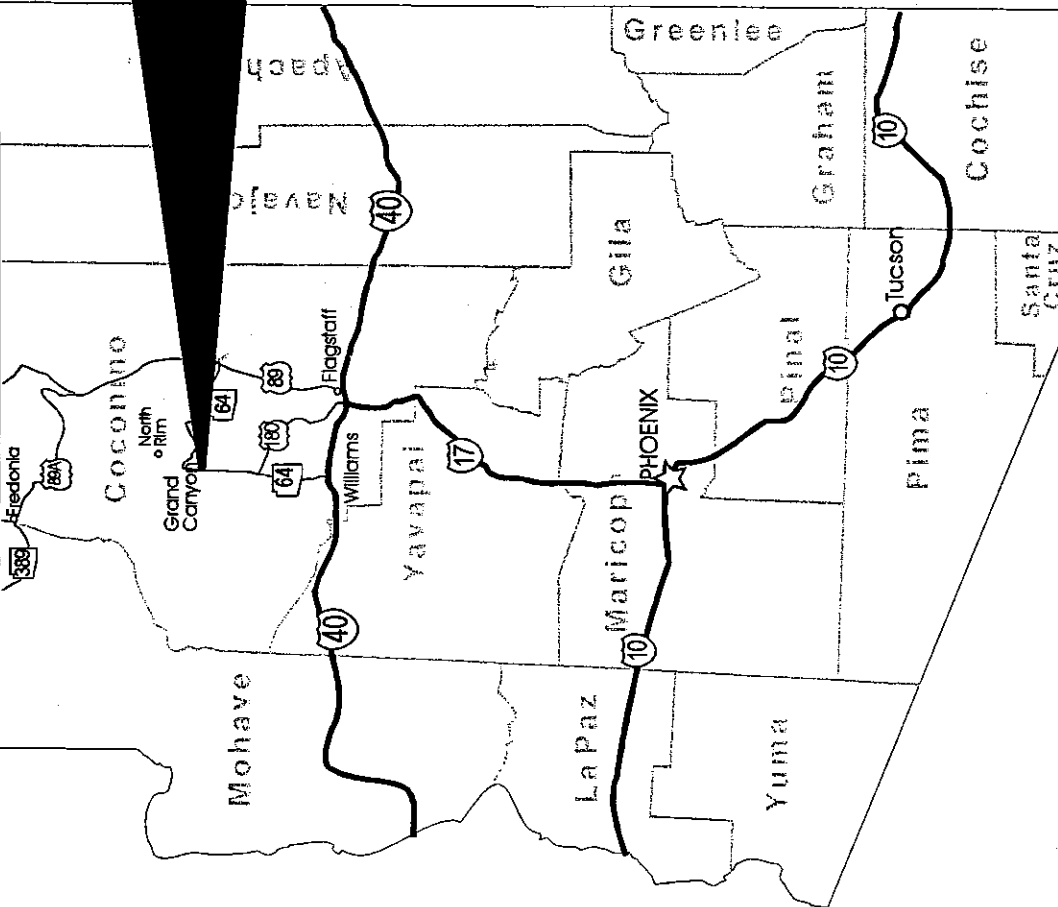 389
Fredonia
89A
Coconino
North
Rim
Grand
Canyon
64
89
180
64
Flagstaff
Williams
Apach
Navajo
40
40
Mohave
Yavapai
17
Greenlee
Gila
Maricop
PHOENIX
La Paz
10
Graham
Pinal
Yuma
10
10
Tucson
Pima
Cochise
Santa
Cruz